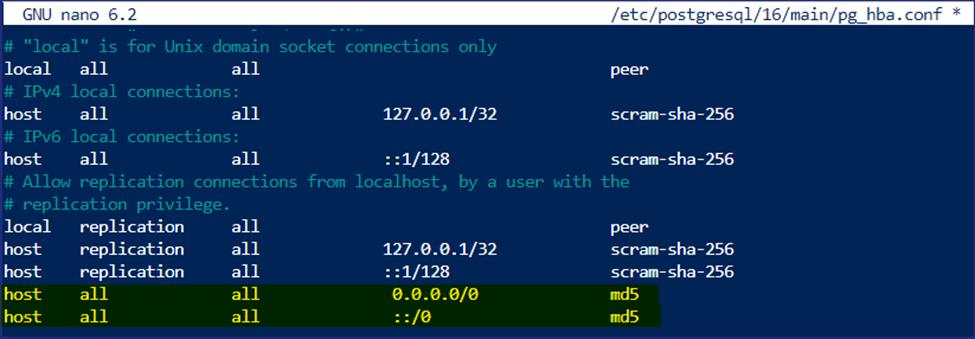 GNU nano 6.2 /etc/postgresql/16/main/pg_hba.conf *
# "local" is for Unix domain socket connections only
local all all peer
# IPv4 local connections:
host all all 127.0.0.1/32 scram-sha-256
# IPv6 local connections:
host all all ::1/128 scram-sha-256
# Allow replication connections from localhost, by a user with the
# replication privilege.
local replication all peer
host replication all 127.0.0.1/32 scram-sha-256
host replication all ::1/128 scram-sha-256
host all all 0.0.0.0/0 md5
host all all ::/0 md5